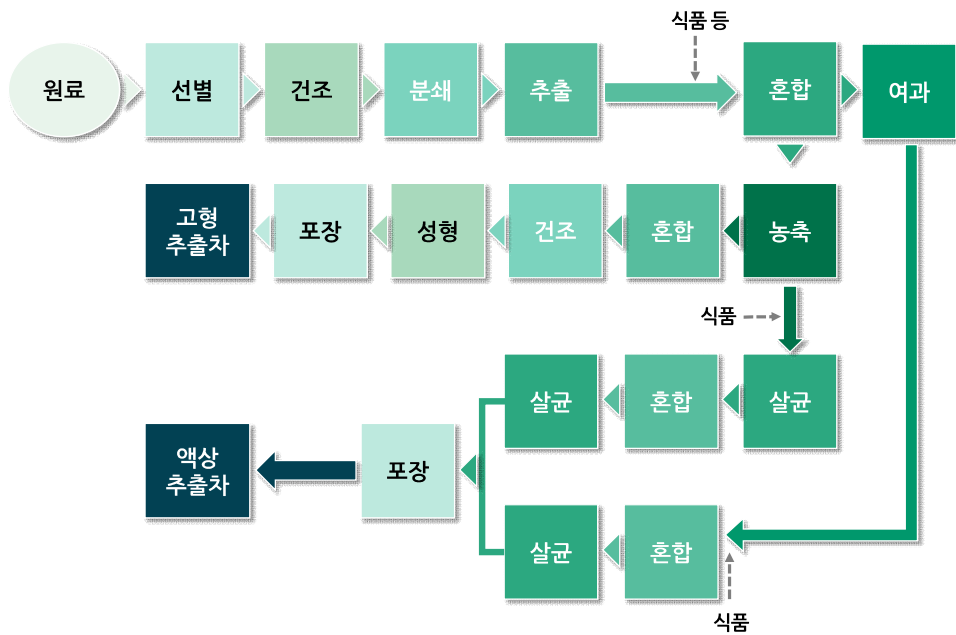 식품 등
원료
선별
건조
분쇄
추출
혼합
여과
고형
추출차
포장
성형
건조
혼합
농축
식품
살균
혼합
살균
액상
추출차
포장
살균
혼합
식품